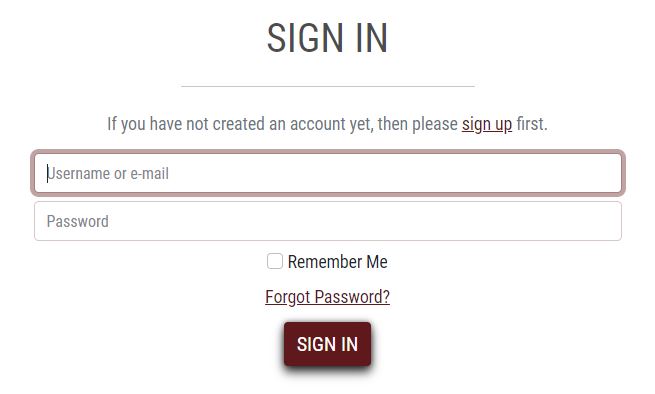 SIGN IN
If you have not created an account yet, then please sign up first.
Username or e-mail
Password
Remember Me
Forgot Password?
SIGN IN